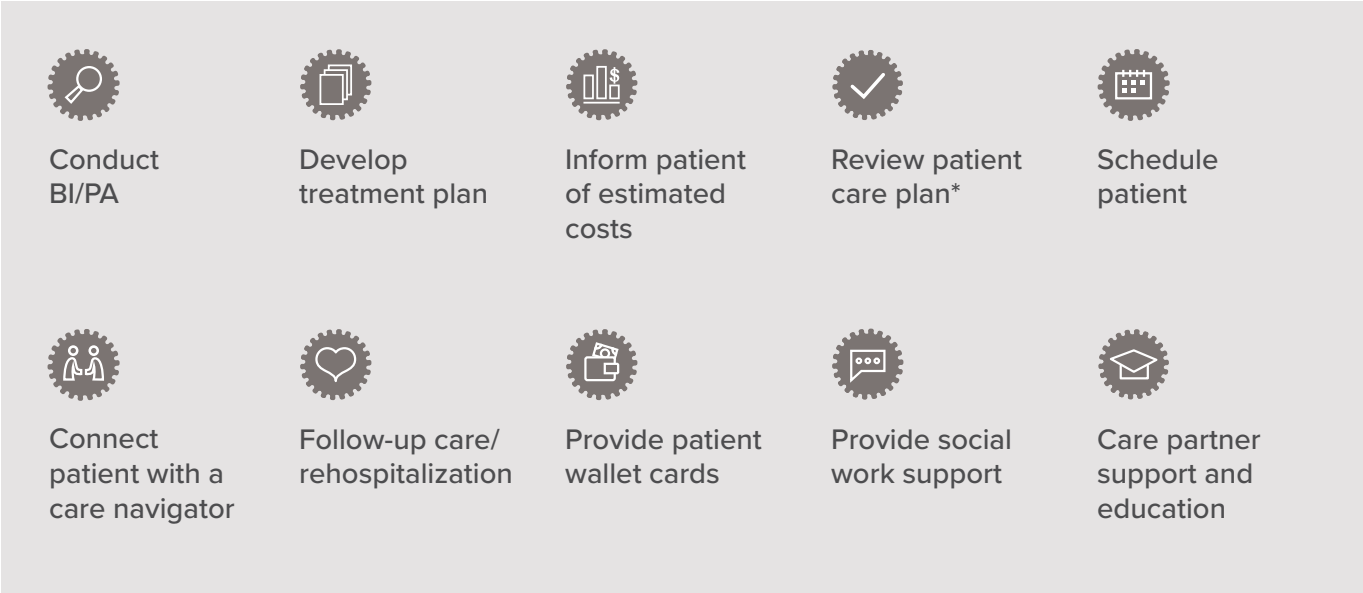 $
Conduct
BI/PA
Develop
treatment plan
Inform patient
of estimated
costs
Review patient
care plan*
Schedule
patient
Connect
patient with a
care navigator
Follow-up care/
rehospitalization
Provide patient
wallet cards
Provide social
work support
Care partner
support and
education